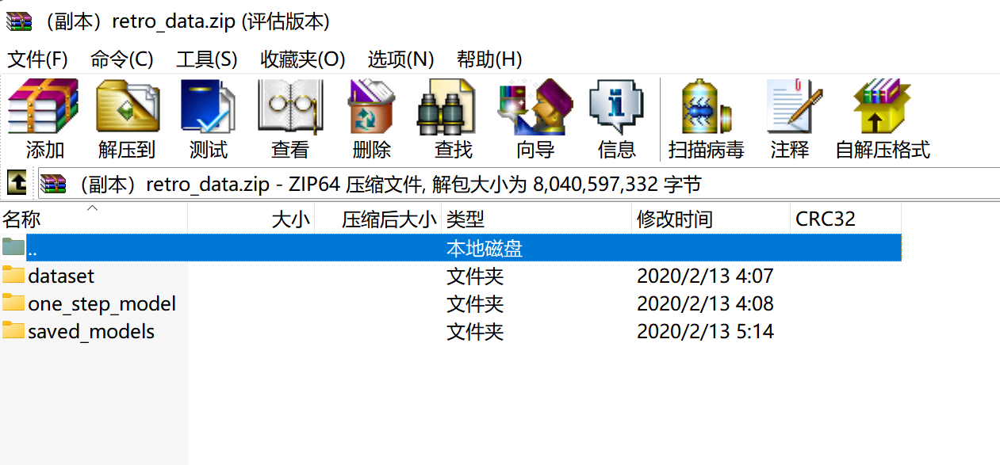 （副本）retro_data.zip (评估版本)
文件(F) 命令(C) 工具(S) 收藏夹(O) 选项(N) 帮助(H)
添加 解压到 测试 查看 删除 查找 向导 信息 扫描病毒 注释 自解压格式
（副本）retro_data.zip - ZIP64 压缩文件, 解包大小为 8,040,597,332 字节
名称 大小 压缩后大小 类型 修改时间 CRC32
.. 本地磁盘
dataset 文件夹 2020/2/13 4:07
one_step_model 文件夹 2020/2/13 4:08
saved_models 文件夹 2020/2/13 5:14